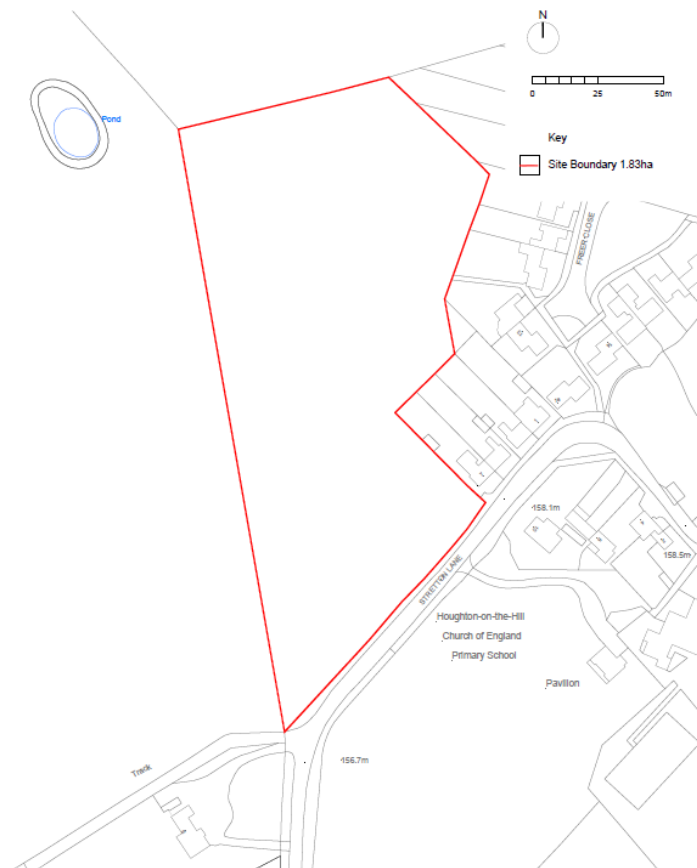 N
0 25 50m
Key
Site Boundary 1.83ha
Pond
FREER CLOSE
158.1m
158.5m
STRETTON LANE
Houghton-on-the-Hill
Church of England
Primary School
Pavilion
Track
156.7m